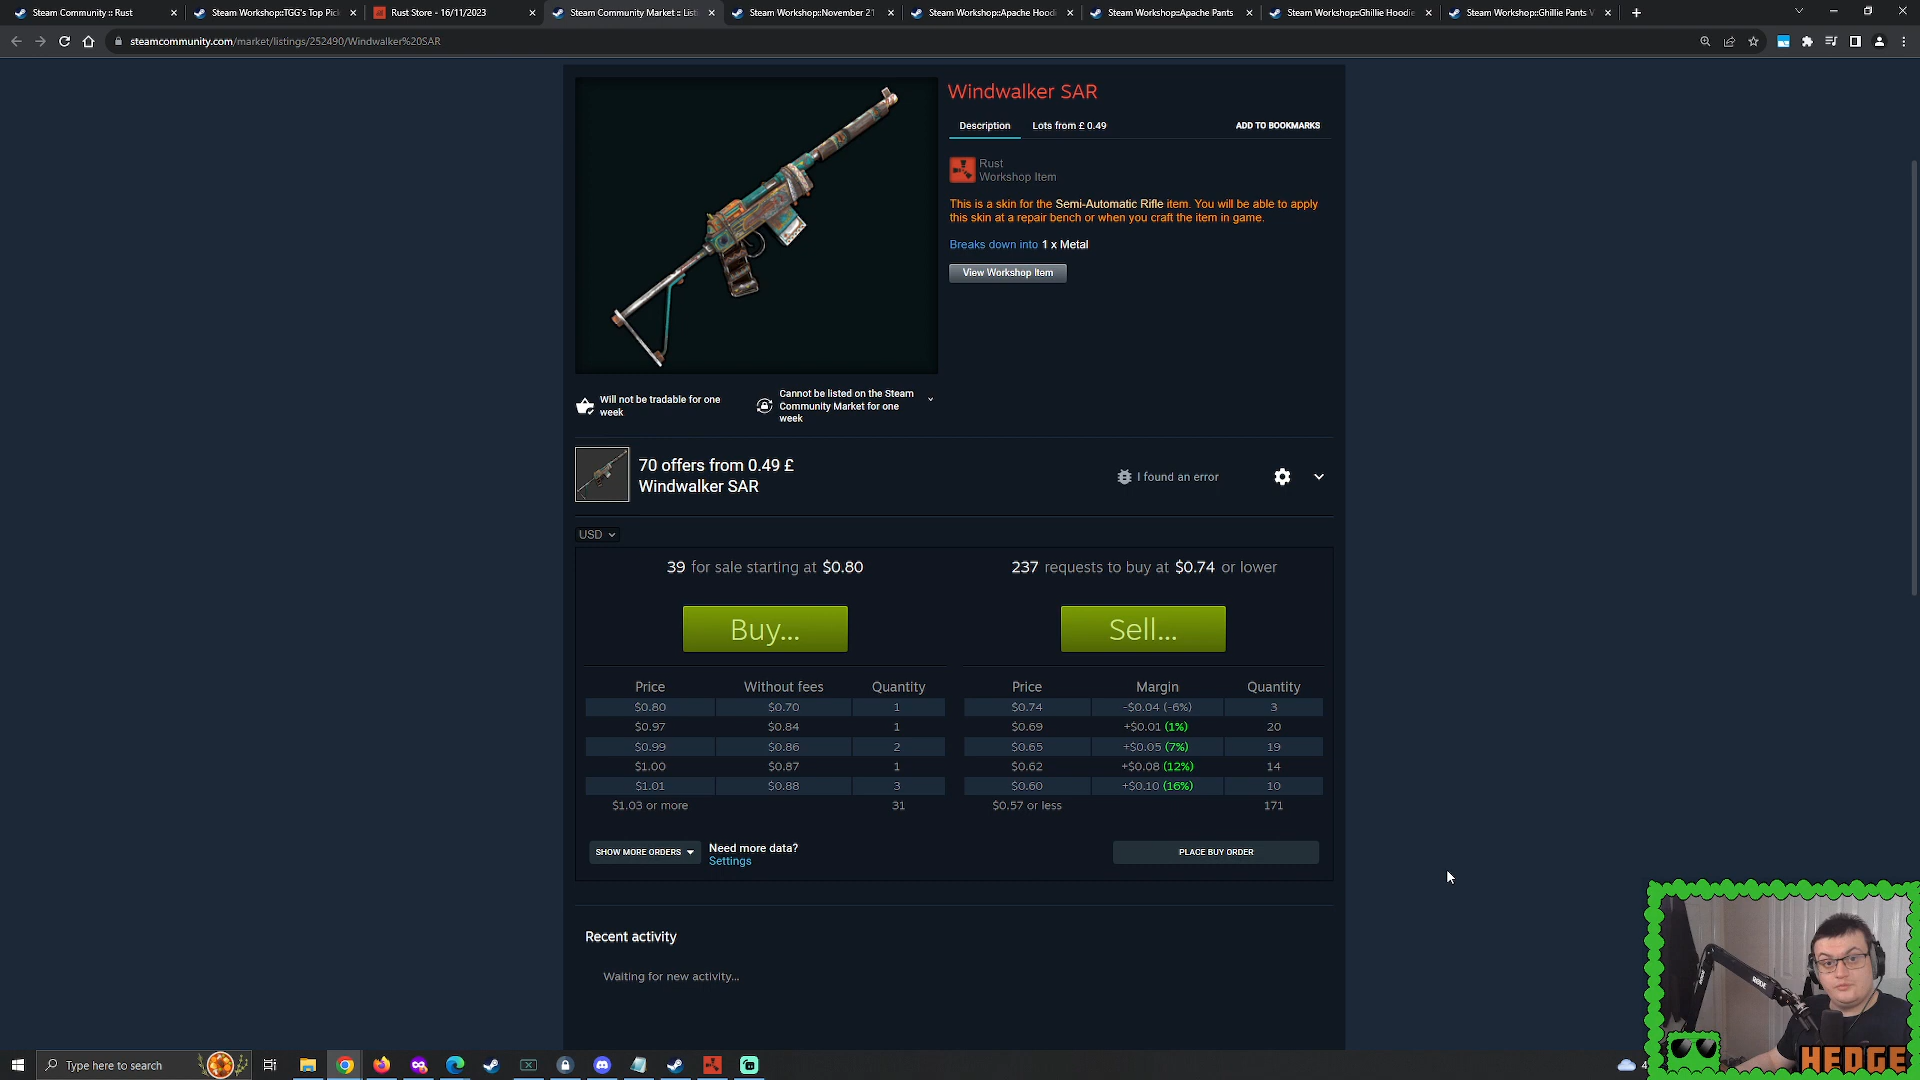 Steam Community :: Rust
Steam Workshop::TGG's Top Pick
Rust Store - 16/11/2023
Steam Community Market :: List
Steam Workshop::November 21
Steam Workshop::Apache Hoodi
Steam Workshop::Apache Pants
Steam Workshop::Ghillie Hoodie
Steam Workshop::Ghillie Pants V
steamcommunity.com/market/listings/252490/Windwalker%20SAR
Windwalker SAR
Description
Lots from £ 0.49
ADD TO BOOKMARKS
Rust
Workshop Item
This is a skin for the Semi-Automatic Rifle item. You will be able to apply
this skin at a repair bench or when you craft the item in game.
Breaks down into 1 x Metal
View Workshop Item
Will not be tradable for one
week
Cannot be listed on the Steam
Community Market for one
week
70 offers from 0.49 £
Windwalker SAR
I found an error
USD
39 for sale starting at $0.80
237 requests to buy at $0.74 or lower
Buy...
Sell...
Price Without fees Quantity
$0.80 $0.70 1
$0.97 $0.84 1
$0.99 $0.86 2
$1.00 $0.87 1
$1.01 $0.88 3
$1.03 or more 31
Price Margin Quantity
$0.74 -$0.04 (-6%) 3
$0.69 +$0.01 (1%) 20
$0.65 +$0.05 (7%) 19
$0.62 +$0.08 (12%) 14
$0.60 +$0.10 (16%) 10
$0.57 or less 171
SHOW MORE ORDERS
Need more data?
Settings
PLACE BUY ORDER
Recent activity
Waiting for new activity...
RØDE
HEDGE
Type here to search